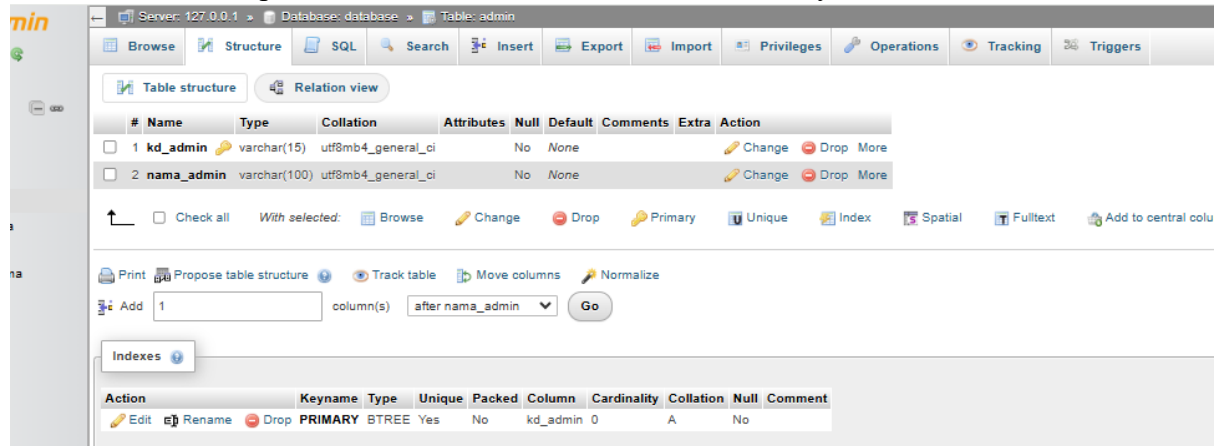 min
Server: 127.0.0.1 » Database: database » Table: admin
Browse Structure SQL Search Insert Export Import Privileges Operations Tracking Triggers
Table structure Relation view
# Name Type Collation Attributes Null Default Comments Extra Action
1 kd_admin varchar(15) utf8mb4_general_ci No None Change Drop More
2 nama_admin varchar(100) utf8mb4_general_ci No None Change Drop More
Check all With selected: Browse Change Drop Primary Unique Index Spatial Fulltext Add to central colu
Print Propose table structure Track table Move columns Normalize
Add 1 column(s) after nama_admin Go
Indexes
Action Keyname Type Unique Packed Column Cardinality Collation Null Comment
Edit Rename Drop PRIMARY BTREE Yes No kd_admin 0 A No